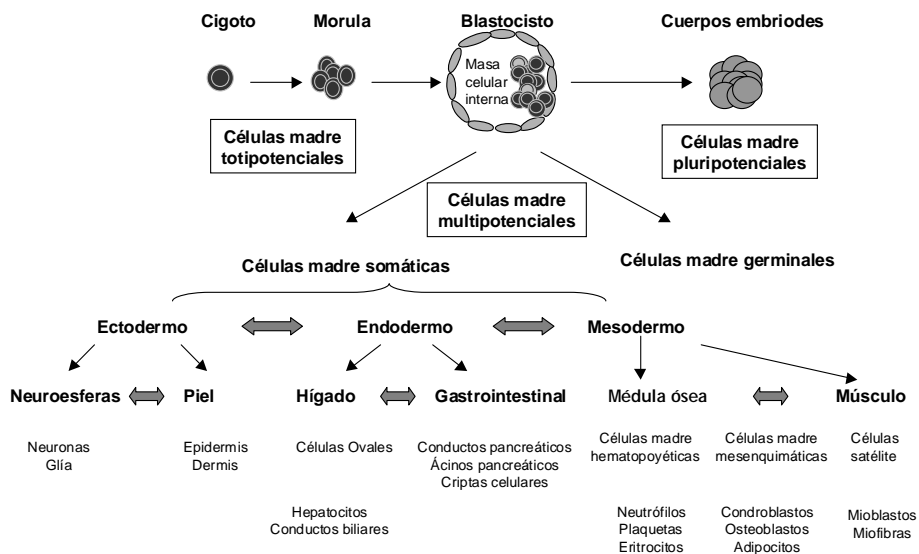 Cigoto
Morula
Blastocisto
Cuerpos embriodes
Masa
celular
interna
Células madre
totipotenciales
Células madre
pluripotenciales
Células madre
multipotenciales
Células madre somáticas
Células madre germinales
Ectodermo
Endodermo
Mesodermo
Neuroesferas
Piel
Hígado
Gastrointestinal
Médula ósea
Músculo
Neuronas
Glía
Epidermis
Dermis
Células Ovales
Conductos pancreáticos
Ácinos pancreáticos
Criptas celulares
Células madre
hematopoyéticas
Células madre
mesenquimáticas
Células
satélite
Hepatocitos
Conductos biliares
Neutrófilos
Plaquetas
Eritrocitos
Condroblastos
Osteoblastos
Adipocitos
Mioblastos
Miofibras